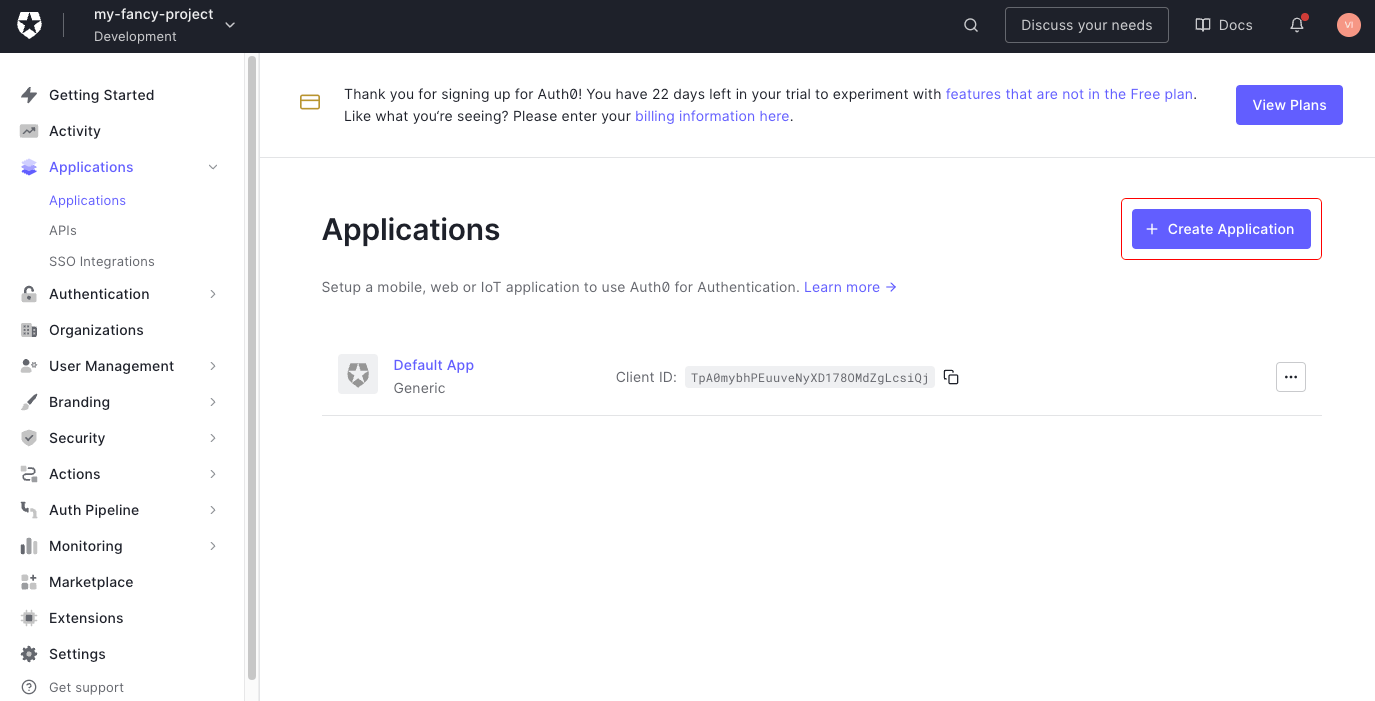 my-fancy-project
Development
Discuss your needs
Docs
VI
Getting Started
Activity
Applications
Applications
APIs
SSO Integrations
Authentication
Organizations
User Management
Branding
Security
Actions
Auth Pipeline
Monitoring
Marketplace
Extensions
Settings
Get support
Thank you for signing up for Auth0! You have 22 days left in your trial to experiment with features that are not in the Free plan.
Like what you’re seeing? Please enter your billing information here.
View Plans
Applications
+ Create Application
Setup a mobile, web or IoT application to use Auth0 for Authentication. Learn more →
Default App
Generic
Client ID: TpA0mybhPEuuveNyXD178OMdZgLcsiQj